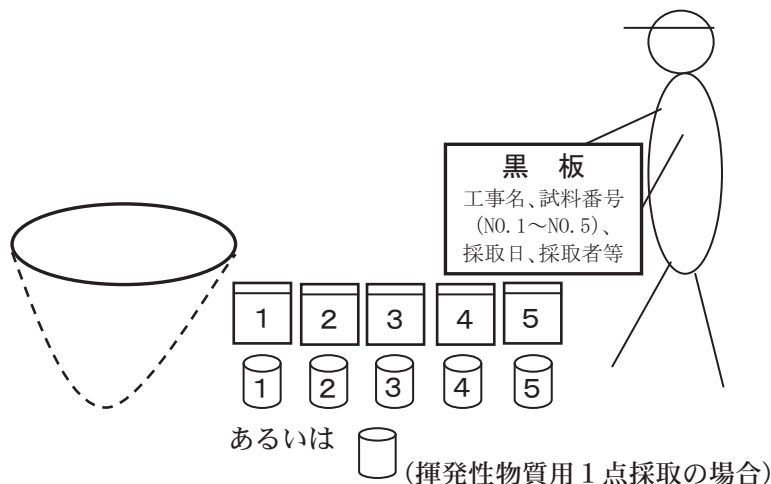 黒　板
工事名、試料番号
(NO.1～NO.5)、
採取日、採取者等
1 2 3 4 5
1 2 3 4 5
あるいは
(揮発性物質用１点採取の場合)